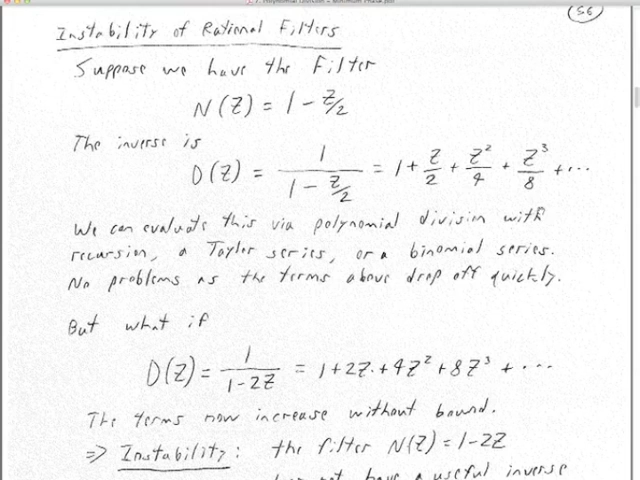 56
Instability of Rational Filters
Suppose we have the Filter
N(Z) = 1 - Z/2
The inverse is
D(Z) = 1/(1 - Z/2) = 1 + Z/2 + Z²/4 + Z³/8 + ...
We can evaluate this via polynomial division with
recursion, a Taylor series, or a binomial series.
No problems as the terms above drop off quickly.
But what if
D(Z) = 1/(1-2Z) = 1 + 2Z + 4Z² + 8Z³ + ...
The terms now increase without bound.
⇒ Instability: the filter N(Z) = 1-2Z
not have a useful inverse